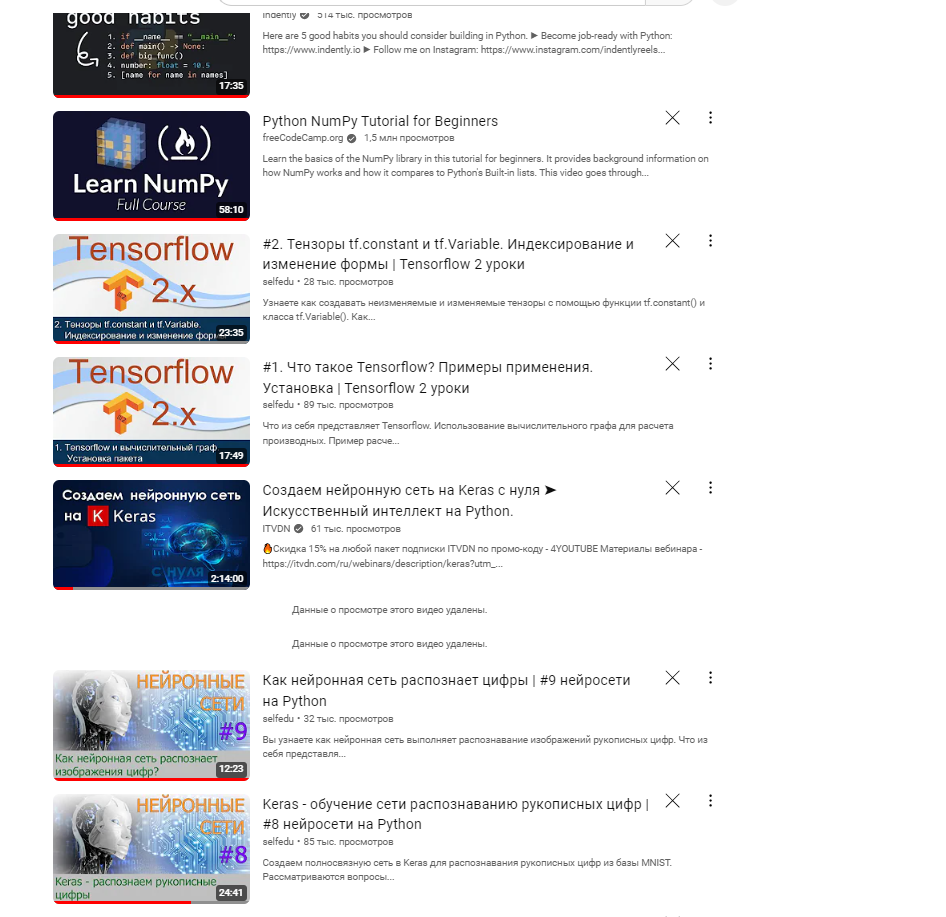 good habits
1. if __name__ == "__main__":
2. def main() -> None:
3. def big_func()
4. number: float = 10.5
5. [name for name in names]
17:35
Indently 514 тыс. просмотров
Here are 5 good habits you should consider building in Python. ► Become job-ready with Python:
https://www.indently.io ► Follow me on Instagram: https://www.instagram.com/indentlyreels...
Learn NumPy
Full Course
58:10
Python NumPy Tutorial for Beginners
freeCodeCamp.org 1,5 млн просмотров
Learn the basics of the NumPy library in this tutorial for beginners. It provides background information on
how NumPy works and how it compares to Python's Built-in lists. This video goes through...
Tensorflow
2.x
2. Тензоры tf.constant и tf.Variable.
Индексирование и изменение форм
23:35
#2. Тензоры tf.constant и tf.Variable. Индексирование и
изменение формы | Tensorflow 2 уроки
selfedu • 28 тыс. просмотров
Узнаете как создавать неизменяемые и изменяемые тензоры с помощью функции tf.constant() и
класса tf.Variable(). Как...
Tensorflow
2.x
1. Tensorflow и вычислительный граф
Установка пакета
17:49
#1. Что такое Tensorflow? Примеры применения.
Установка | Tensorflow 2 уроки
selfedu • 89 тыс. просмотров
Что из себя представляет Tensorflow. Использование вычислительного графа для расчета
производных. Пример расче...
Создаем нейронную сеть
на K Keras
с нуля
2:14:00
Создаем нейронную сеть на Keras с нуля ➤
Искусственный интеллект на Python.
ITVDN 61 тыс. просмотров
🔥Скидка 15% на любой пакет подписки ITVDN по промо-коду - 4YOUTUBE Материалы вебинара -
https://itvdn.com/ru/webinars/description/keras?utm_...
Данные о просмотре этого видео удалены.
Данные о просмотре этого видео удалены.
НЕЙРОННЫЕ
СЕТИ
#9
Как нейронная сеть распознает
изображения цифр?
12:23
Как нейронная сеть распознает цифры | #9 нейросети
на Python
selfedu • 32 тыс. просмотров
Вы узнаете как нейронная сеть выполняет распознавание изображений рукописных цифр. Что из
себя представля...
НЕЙРОННЫЕ
СЕТИ
#8
Keras - распознаем рукописные
цифры
24:41
Keras - обучение сети распознаванию рукописных цифр |
#8 нейросети на Python
selfedu • 85 тыс. просмотров
Создаем полносвязную сеть в Keras для распознавания рукописных цифр из базы MNIST.
Рассматриваются вопросы...